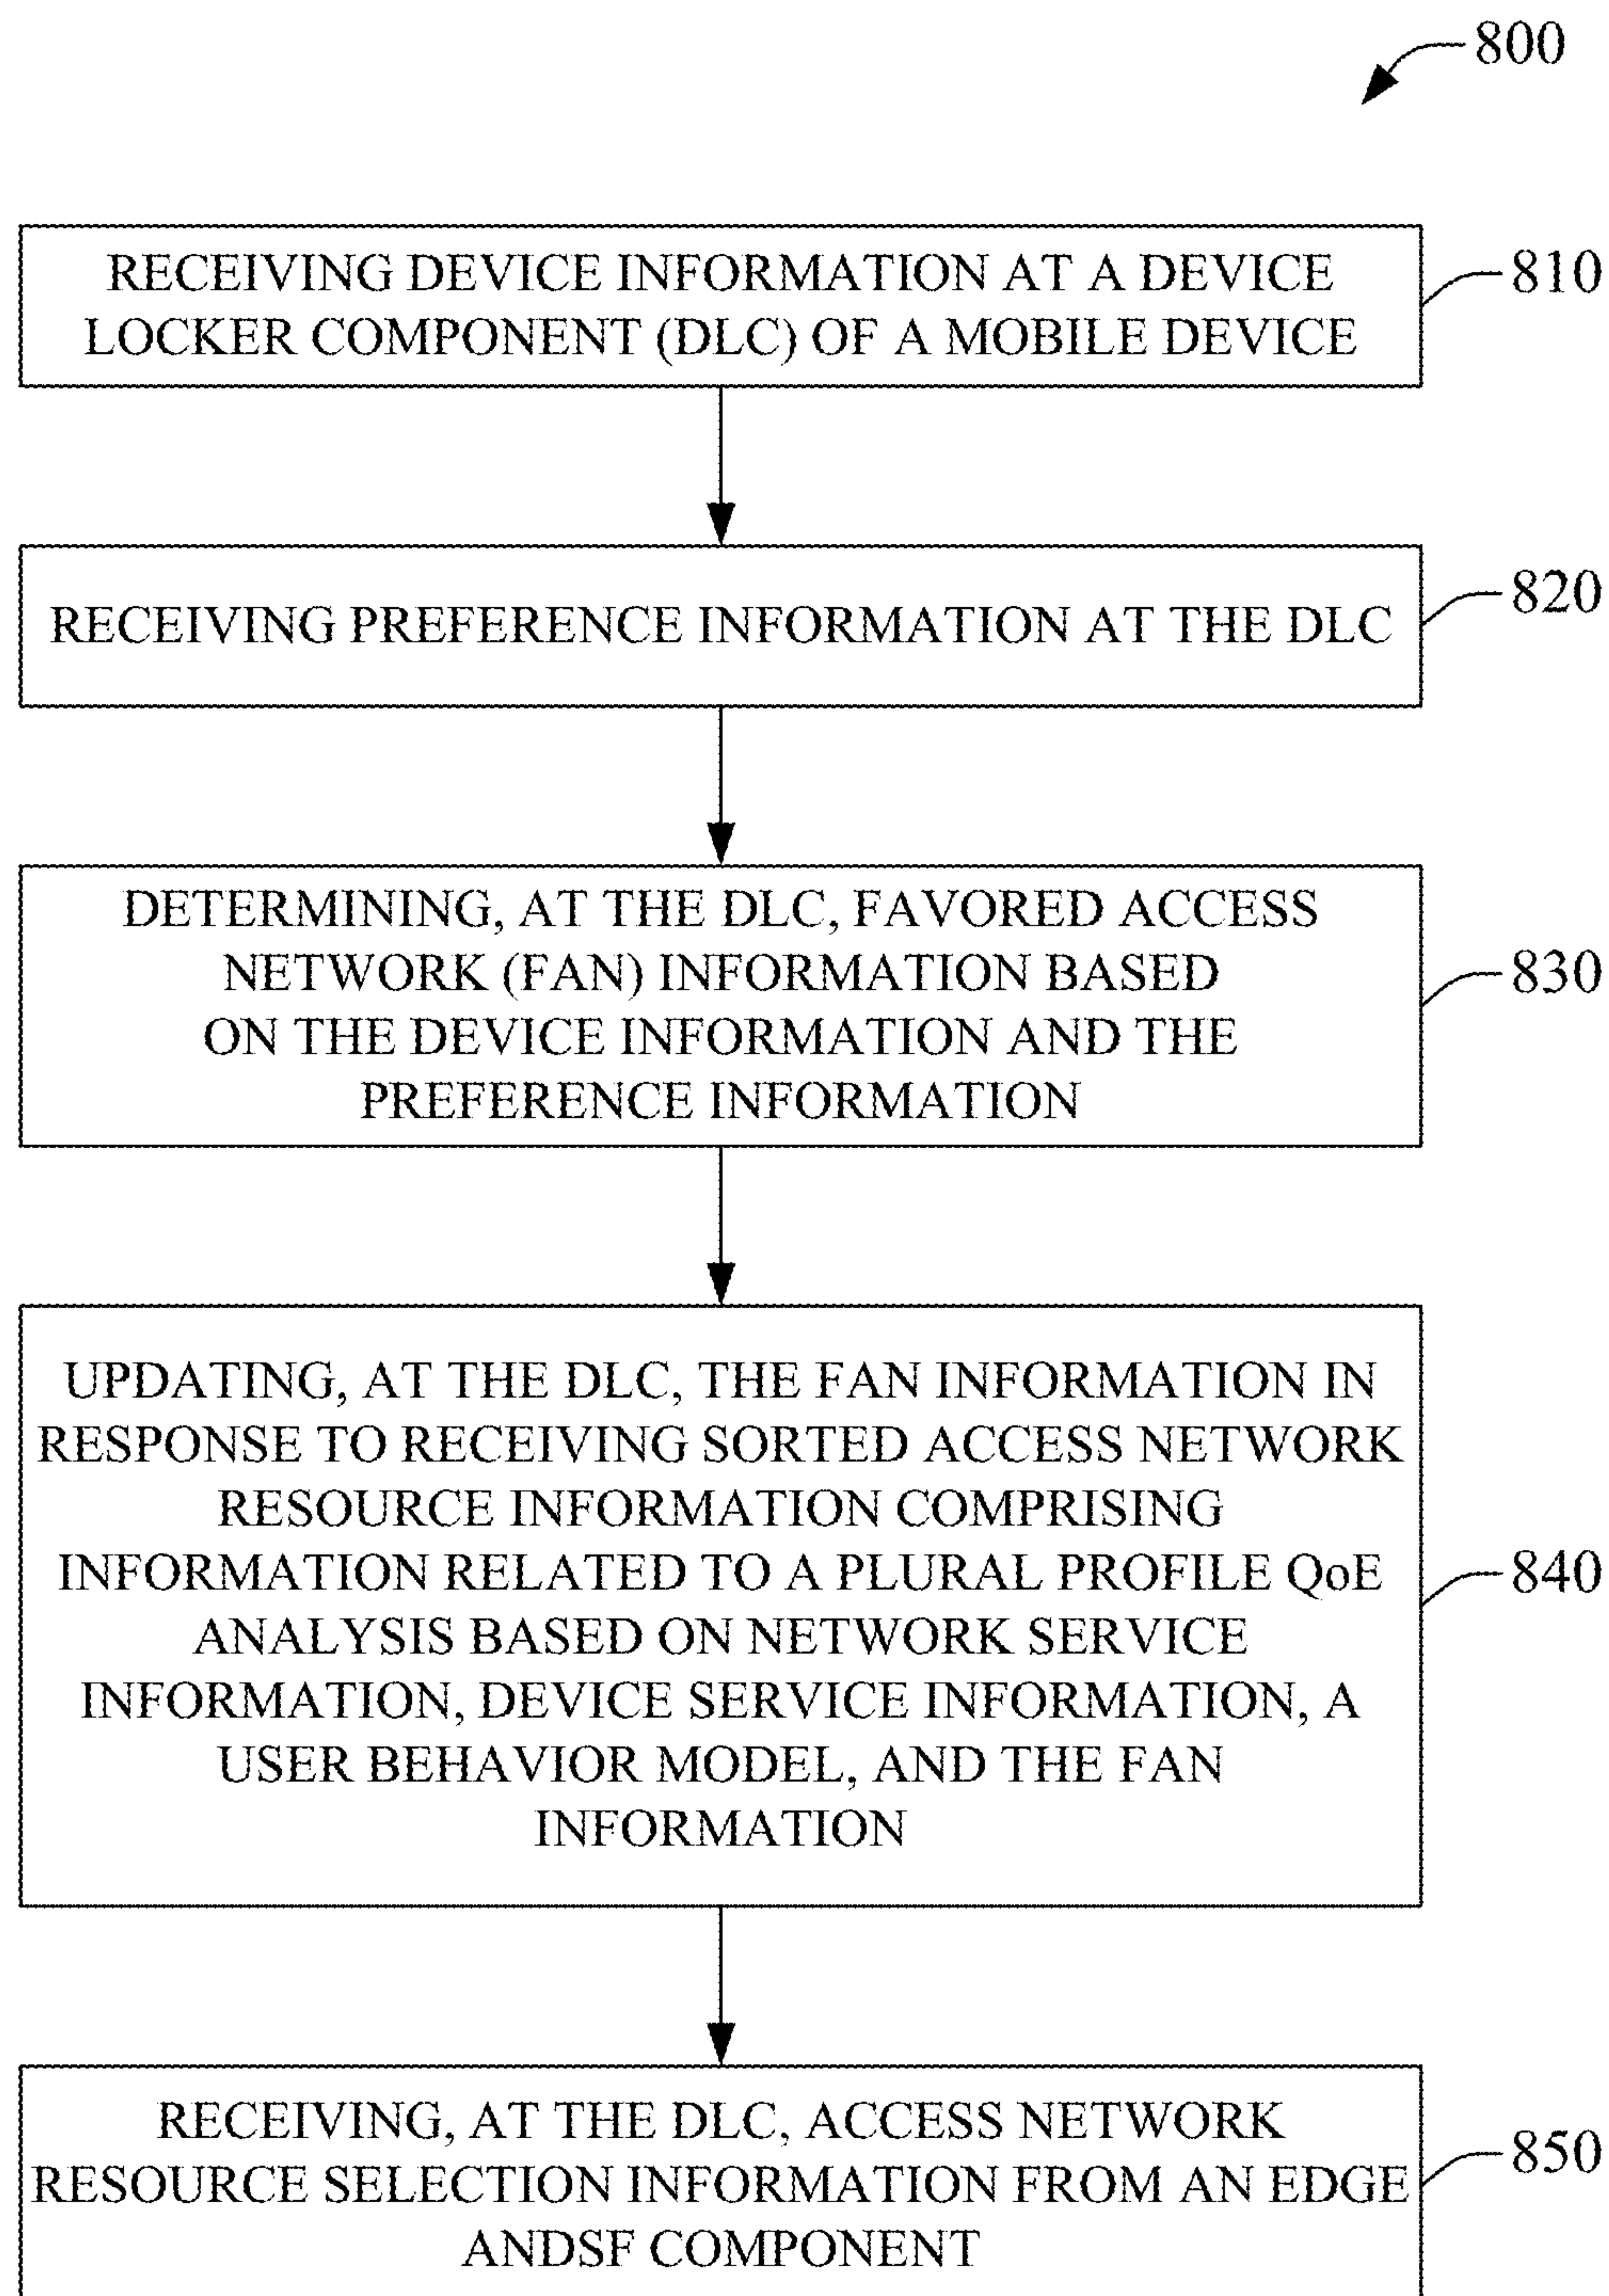 800
RECEIVING DEVICE INFORMATION AT A DEVICE
LOCKER COMPONENT (DLC) OF A MOBILE DEVICE
810
RECEIVING PREFERENCE INFORMATION AT THE DLC
820
DETERMINING, AT THE DLC, FAVORED ACCESS
NETWORK (FAN) INFORMATION BASED
ON THE DEVICE INFORMATION AND THE
PREFERENCE INFORMATION
830
UPDATING, AT THE DLC, THE FAN INFORMATION IN
RESPONSE TO RECEIVING SORTED ACCESS NETWORK
RESOURCE INFORMATION COMPRISING
INFORMATION RELATED TO A PLURAL PROFILE QoE
ANALYSIS BASED ON NETWORK SERVICE
INFORMATION, DEVICE SERVICE INFORMATION, A
USER BEHAVIOR MODEL, AND THE FAN
INFORMATION
840
RECEIVING, AT THE DLC, ACCESS NETWORK
RESOURCE SELECTION INFORMATION FROM AN EDGE
ANDSF COMPONENT
850